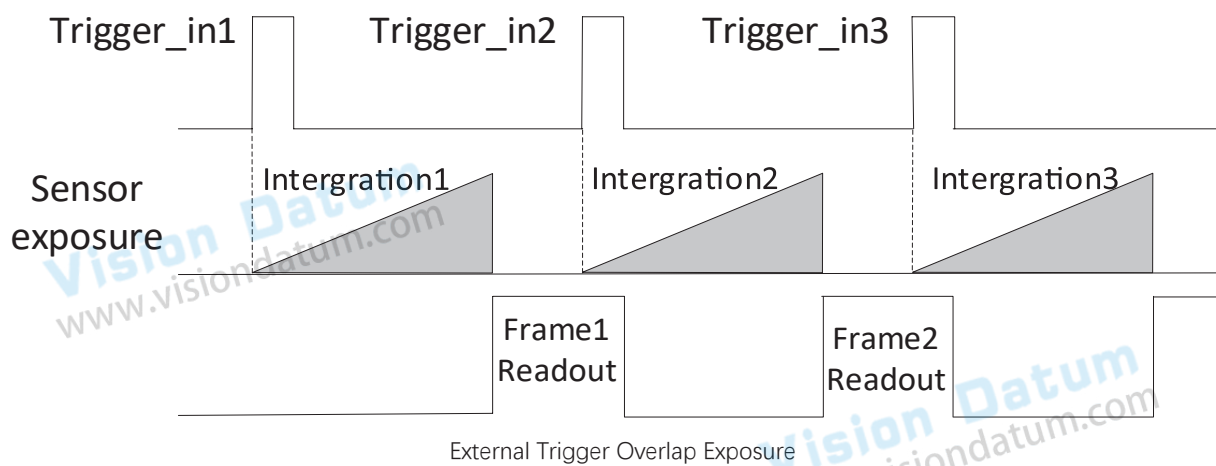 Trigger_in1 Trigger_in2 Trigger_in3
Intergration1 Intergration2 Intergration3
Sensor
exposure
Vision Datum
www.visiondatum.com
Frame1
Readout
Frame2
Readout
Vision Datum
visiondatum.com
External Trigger Overlap Exposure